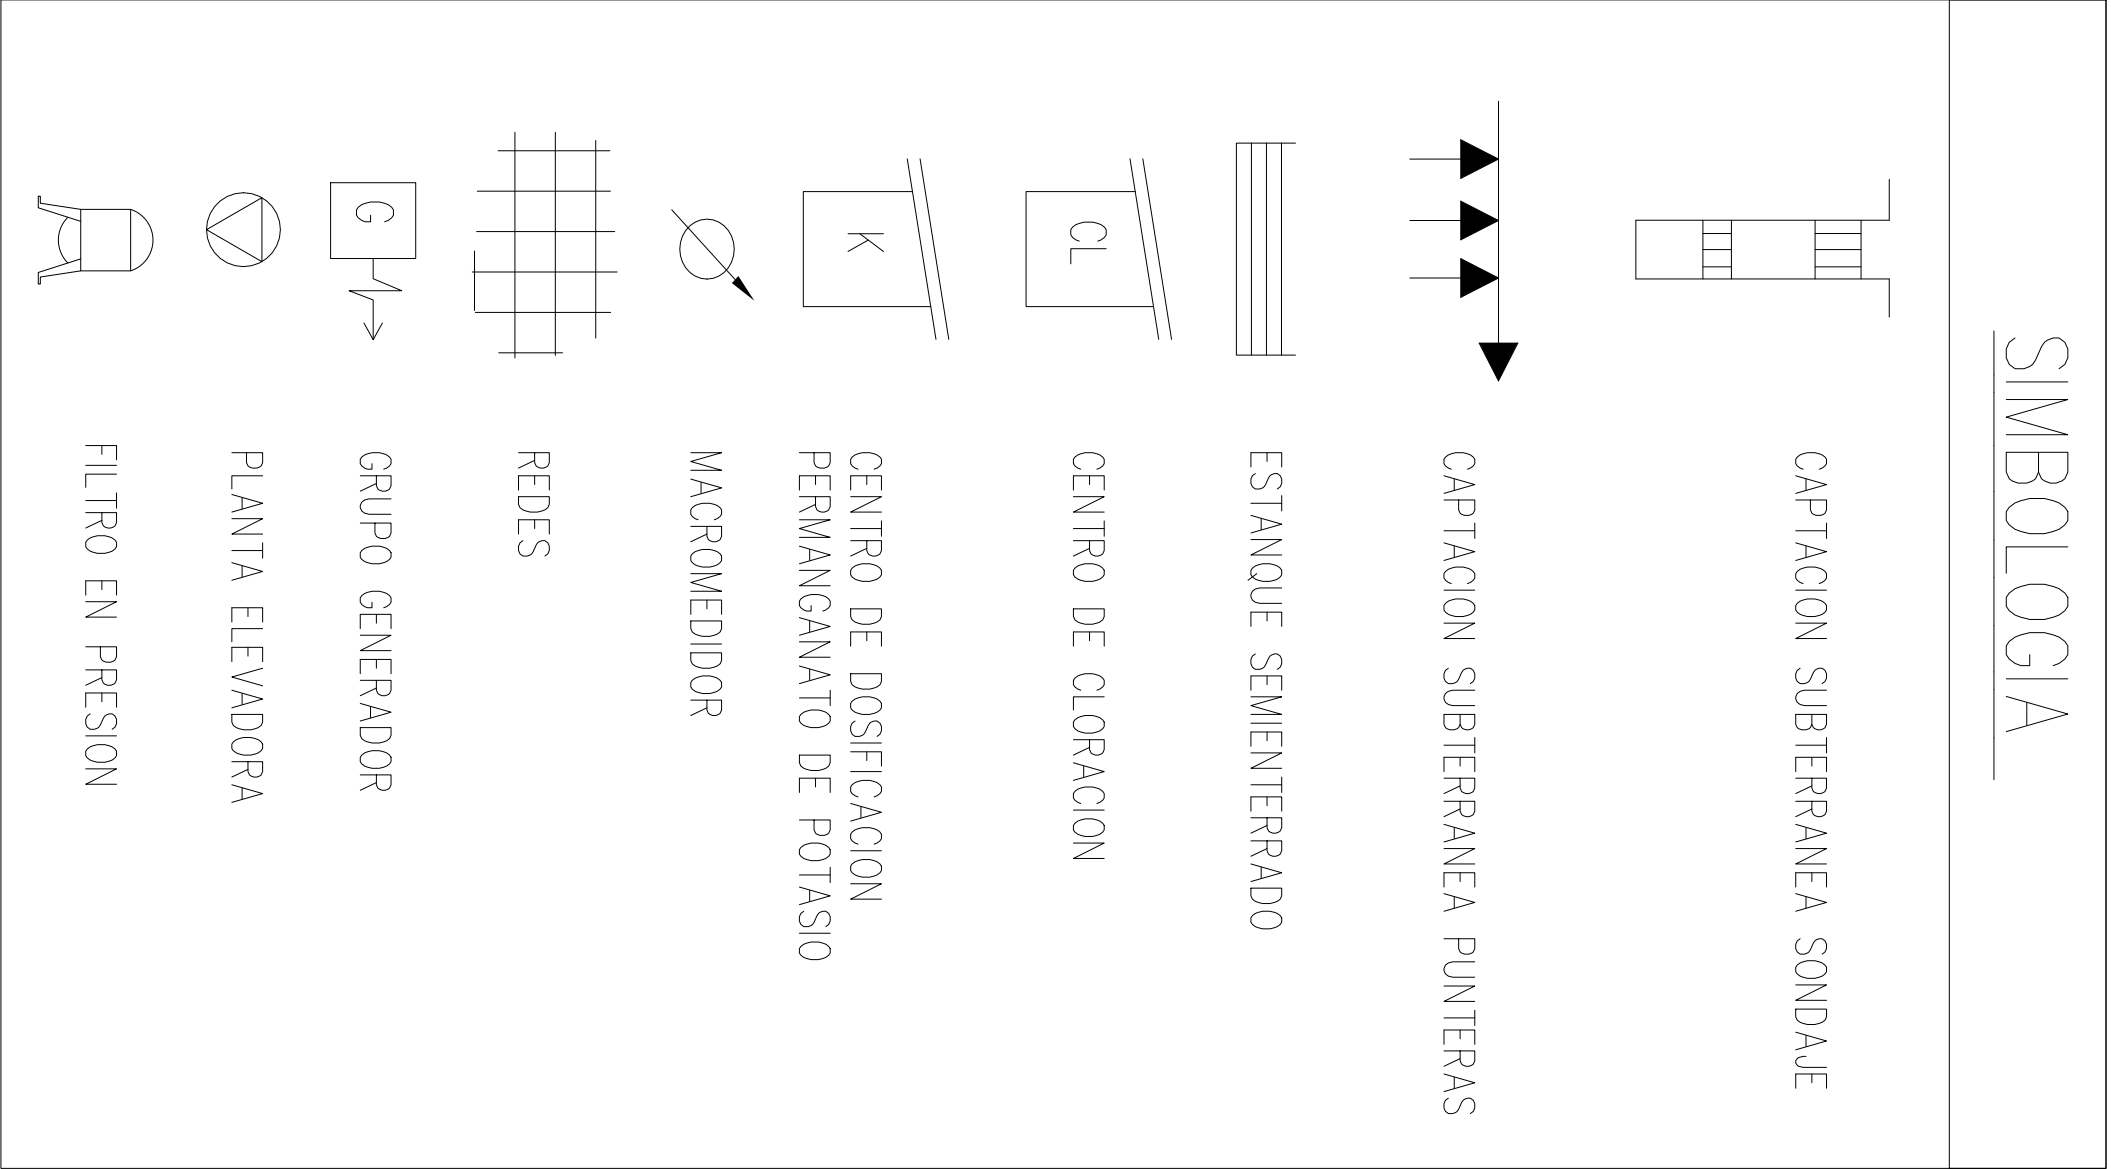 SIMBOLOGIA
CAPTACION SUBTERRANEA SONDAJE
CAPTACION SUBTERRANEA PUNTERAS
ESTANQUE SEMIENTERRADO
CL
CENTRO DE CLORACION
K
CENTRO DE DOSIFICACION
PERMANGANATO DE POTASIO
MACROMEDIDOR
REDES
G
GRUPO GENERADOR
PLANTA ELEVADORA
FILTRO EN PRESION